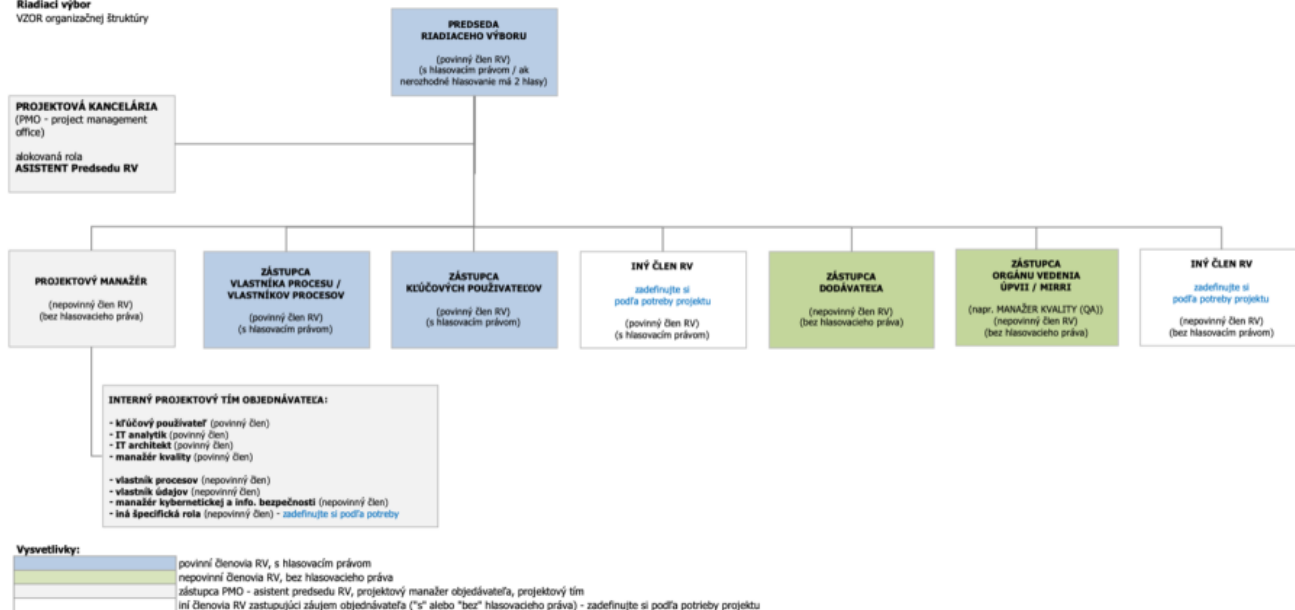 Riadiaci výbor
VZOR organizačnej štruktúry
PREDSEDA
RIADIACEHO VÝBORU
(povinný člen RV)
(s hlasovacím právom / ak
nerozhodné hlasovanie má 2 hlasy)
PROJEKTOVÁ KANCELÁRIA
(PMO - project management
office)
alokovaná rola
ASISTENT Predsedu RV
PROJEKTOVÝ MANAŽÉR
(nepovinný člen RV)
(bez hlasovacieho práva)
ZÁSTUPCA
VLASTNÍKA PROCESU /
VLASTNÍKOV PROCESOV
(povinný člen RV)
(s hlasovacím právom)
ZÁSTUPCA
KĽÚČOVÝCH POUŽIVATEĽOV
(povinný člen RV)
(s hlasovacím právom)
INÝ ČLEN RV
zadefinujte si
podľa potreby projektu
(povinný člen RV)
(s hlasovacím právom)
ZÁSTUPCA
DODÁVATEĽA
(nepovinný člen RV)
(bez hlasovacieho práva)
ZÁSTUPCA
ORGÁNU VEDENIA
ÚPVII / MIRRI
(napr. MANAŽER KVALITY (QA))
(nepovinný člen RV)
(bez hlasovacieho práva)
INÝ ČLEN RV
zadefinujte si
podľa potreby projektu
(nepovinný člen RV)
(bez hlasovacieho právom)
INTERNÝ PROJEKTOVÝ TÍM OBJEDNÁVATEĽA:
- kľúčový používateľ (povinný člen)
- IT analytik (povinný člen)
- IT architekt (povinný člen)
- manažér kvality (povinný člen)
- vlastník procesov (nepovinný člen)
- vlastník údajov (nepovinný člen)
- manažér kybernetickej a info. bezpečnosti (nepovinný člen)
- iná špecifická rola (nepovinný člen) - zadefinujte si podľa potreby
Vysvetlivky:
povinní členovia RV, s hlasovacím právom
nepovinní členovia RV, bez hlasovacieho práva
zástupca PMO - asistent predsedu RV, projektový manažer objedávateľa, projektový tím
iní členovia RV zastupujúci záujem objednávateľa ("s" alebo "bez" hlasovacieho práva) - zadefinujte si podľa potrieby projektu